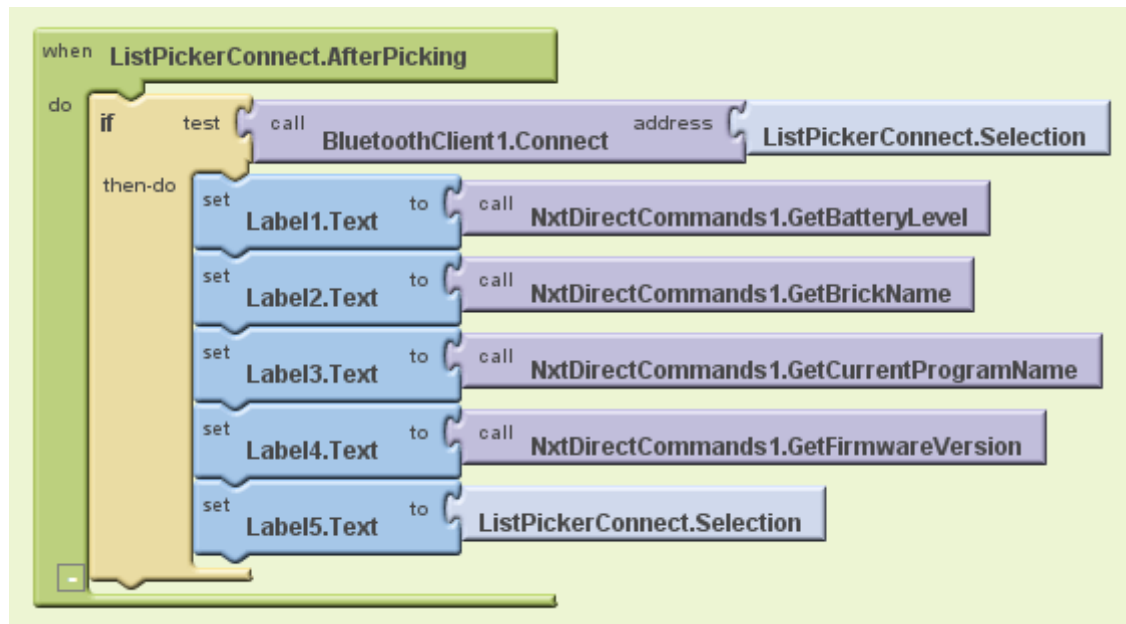 when ListPickerConnect.AfterPicking
do if test call BluetoothClient1.Connect address ListPickerConnect.Selection
then-do set Label1.Text to call NxtDirectCommands1.GetBatteryLevel
set Label2.Text to call NxtDirectCommands1.GetBrickName
set Label3.Text to call NxtDirectCommands1.GetCurrentProgramName
set Label4.Text to call NxtDirectCommands1.GetFirmwareVersion
set Label5.Text to ListPickerConnect.Selection
-